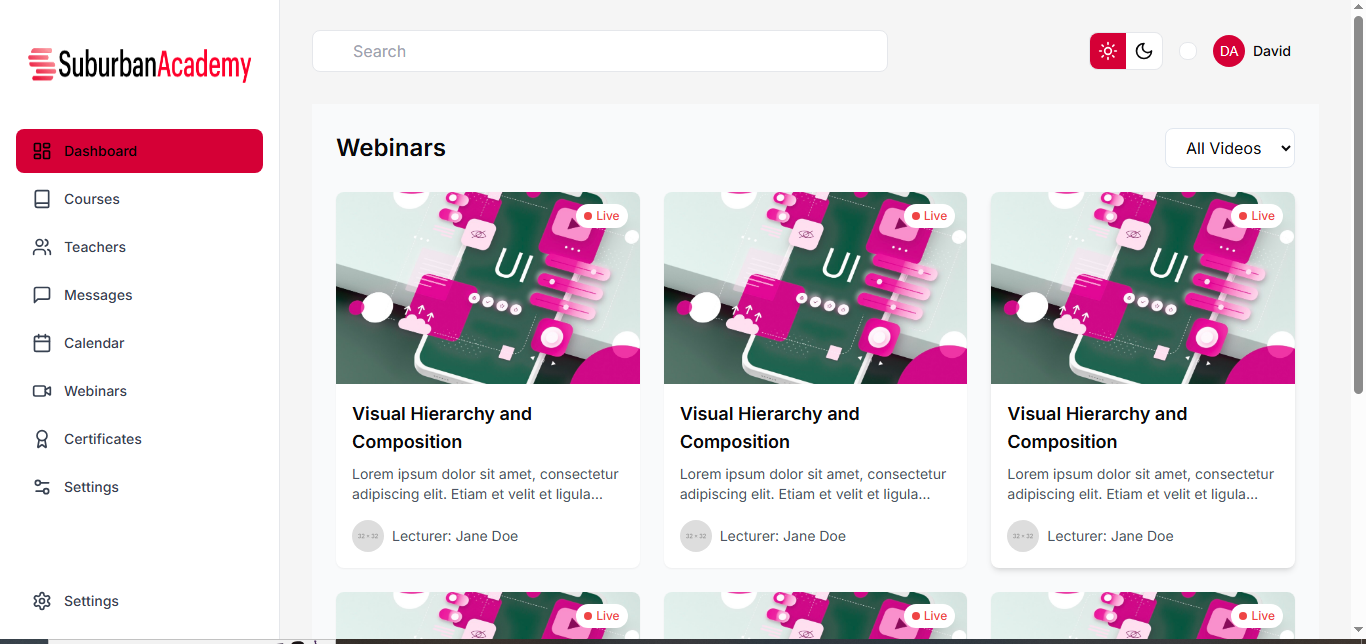 SuburbanAcademy
Search
DA
David
Dashboard
Courses
Teachers
Messages
Calendar
Webinars
Certificates
Settings
Settings
Webinars
All Videos
Live
Live
Live
UI
UI
UI
Visual Hierarchy and
Composition
Lorem ipsum dolor sit amet, consectetur
adipiscing elit. Etiam et velit et ligula...
32 × 32
Lecturer: Jane Doe
Visual Hierarchy and
Composition
Lorem ipsum dolor sit amet, consectetur
adipiscing elit. Etiam et velit et ligula...
32 × 32
Lecturer: Jane Doe
Visual Hierarchy and
Composition
Lorem ipsum dolor sit amet, consectetur
adipiscing elit. Etiam et velit et ligula...
32 × 32
Lecturer: Jane Doe
Live
Live
Live